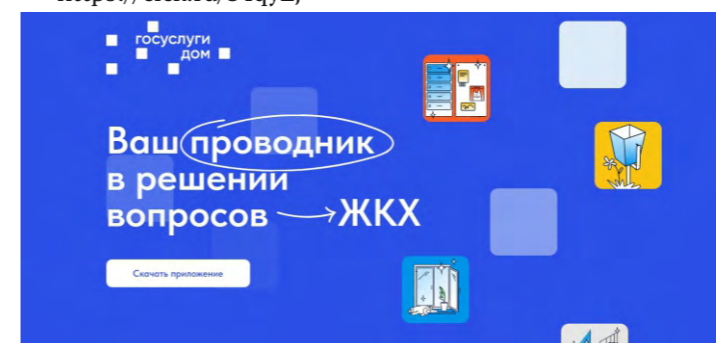 госуслуги
дом
Ваш проводник
в решении
вопросов → ЖКХ
Скачать приложение